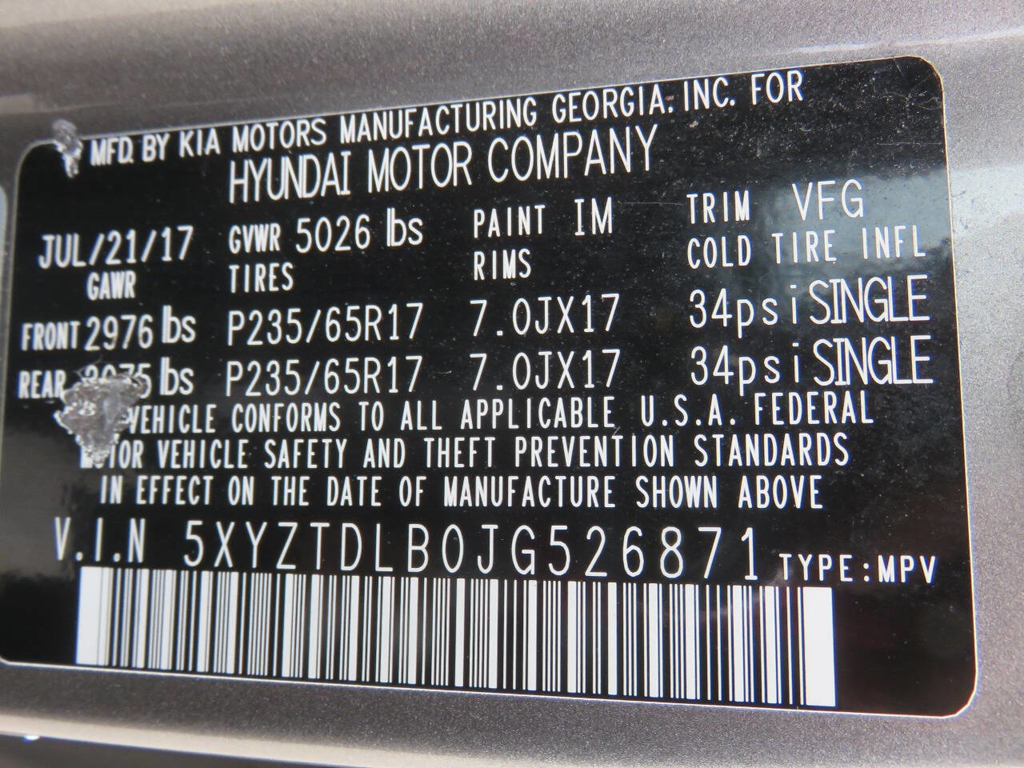 MFD. BY KIA MOTORS MANUFACTURING GEORGIA. INC. FOR
HYUNDAI MOTOR COMPANY
JUL/21/17 GVWR 5026 lbs PAINT IM TRIM VFG
GAWR TIRES RIMS COLD TIRE INFL
FRONT 2976 lbs P235/65R17 7.0JX17 34psi SINGLE
REAR lbs P235/65R17 7.0JX17 34psi SINGLE
VEHICLE CONFORMS TO ALL APPLICABLE U.S.A. FEDERAL
MOTOR VEHICLE SAFETY AND THEFT PREVENTION STANDARDS
IN EFFECT ON THE DATE OF MANUFACTURE SHOWN ABOVE
V.I.N 5XYZTDLB0JG526871 TYPE:MPV